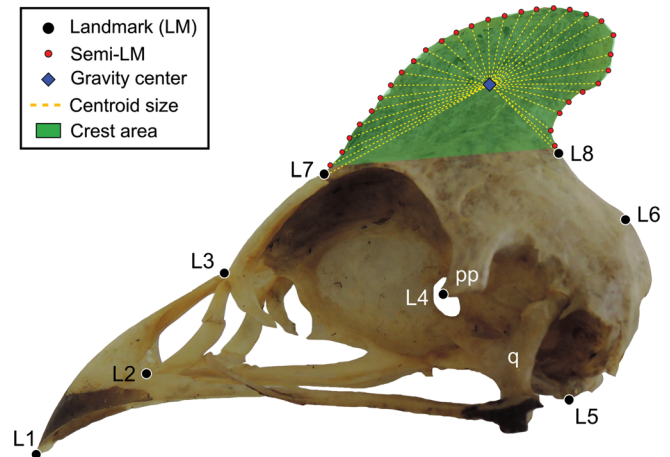 Landmark (LM)
Semi-LM
Gravity center
Centroid size
Crest area
L7
L8
L6
L3
pp
L4
L2
q
L5
L1